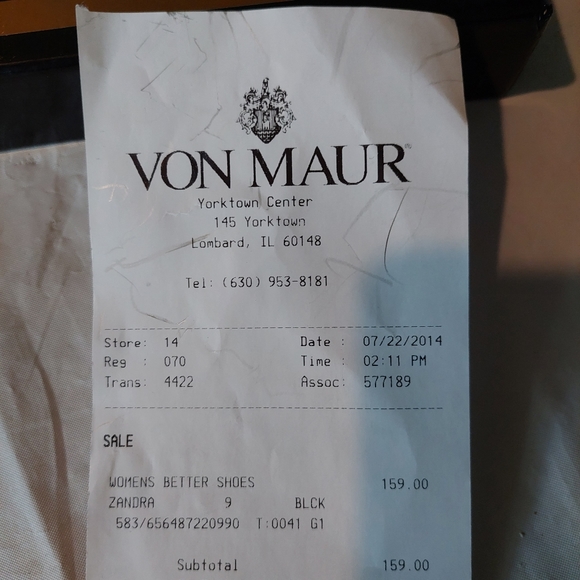 VON MAUR®
Yorktown Center
145 Yorktown
Lombard, IL 60148
Tel: (630) 953-8181
Store: 14 Date : 07/22/2014
Reg : 070 Time : 02:11 PM
Trans: 4422 Assoc: 577189
SALE
WOMENS BETTER SHOES 159.00
ZANDRA 9 BLCK
583/656487220990 T:0041 G1
Subtotal 159.00